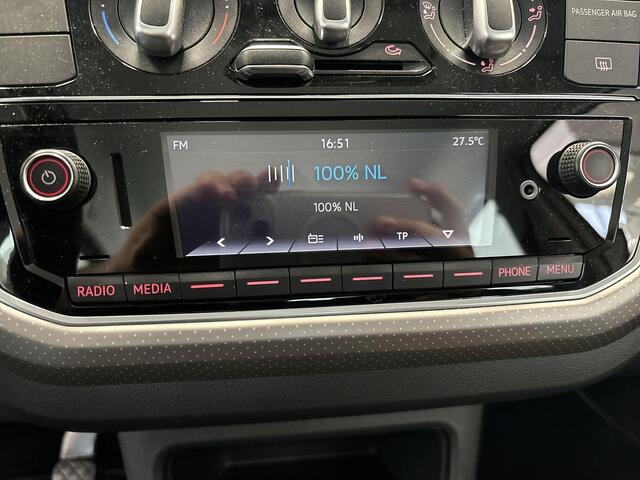 PASSENGER AIR BAG
FM 16:51 27.5°C
100% NL
100% NL
TP
RADIO MEDIA PHONE MENU